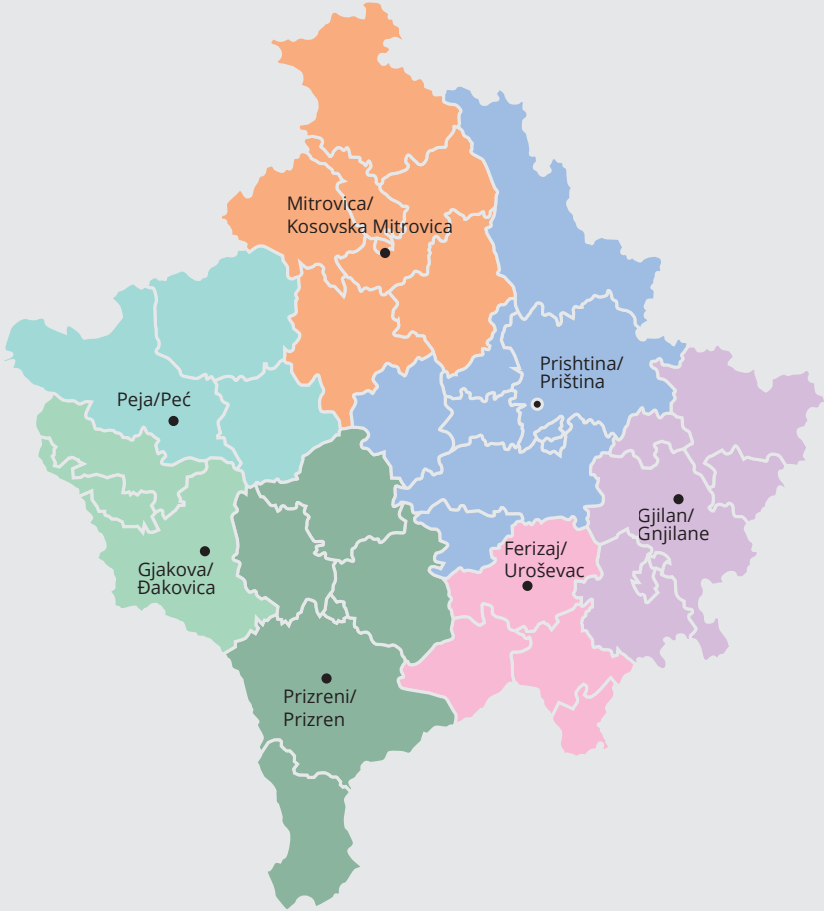 Mitrovica/
Kosovska Mitrovica
Prishtina/
Priština
Peja/Peć
Gjilan/
Gnjilane
Ferizaj/
Uroševac
Gjakova/
Đakovica
Prizreni/
Prizren